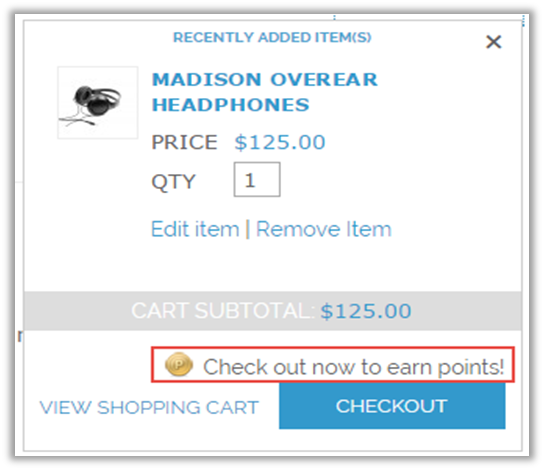 RECENTLY ADDED ITEM(S)
MADISON OVEREAR
HEADPHONES
PRICE $125.00
QTY 1
Edit item | Remove Item
CART SUBTOTAL: $125.00
Check out now to earn points!
VIEW SHOPPING CART CHECKOUT